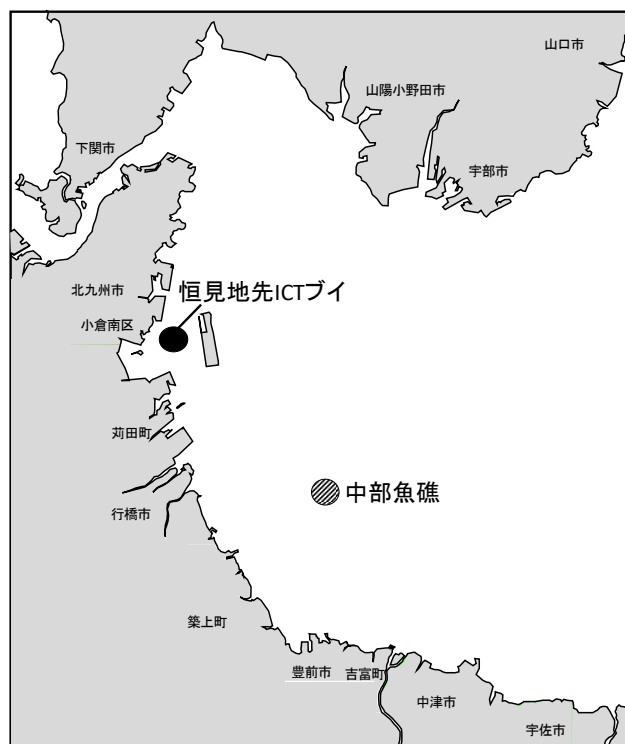 山口市
山陽小野田市
下関市
宇部市
北九州市
恒見地先ICTブイ
小倉南区
苅田町
中部魚礁
行橋市
築上町
豊前市
吉富町
中津市
宇佐市